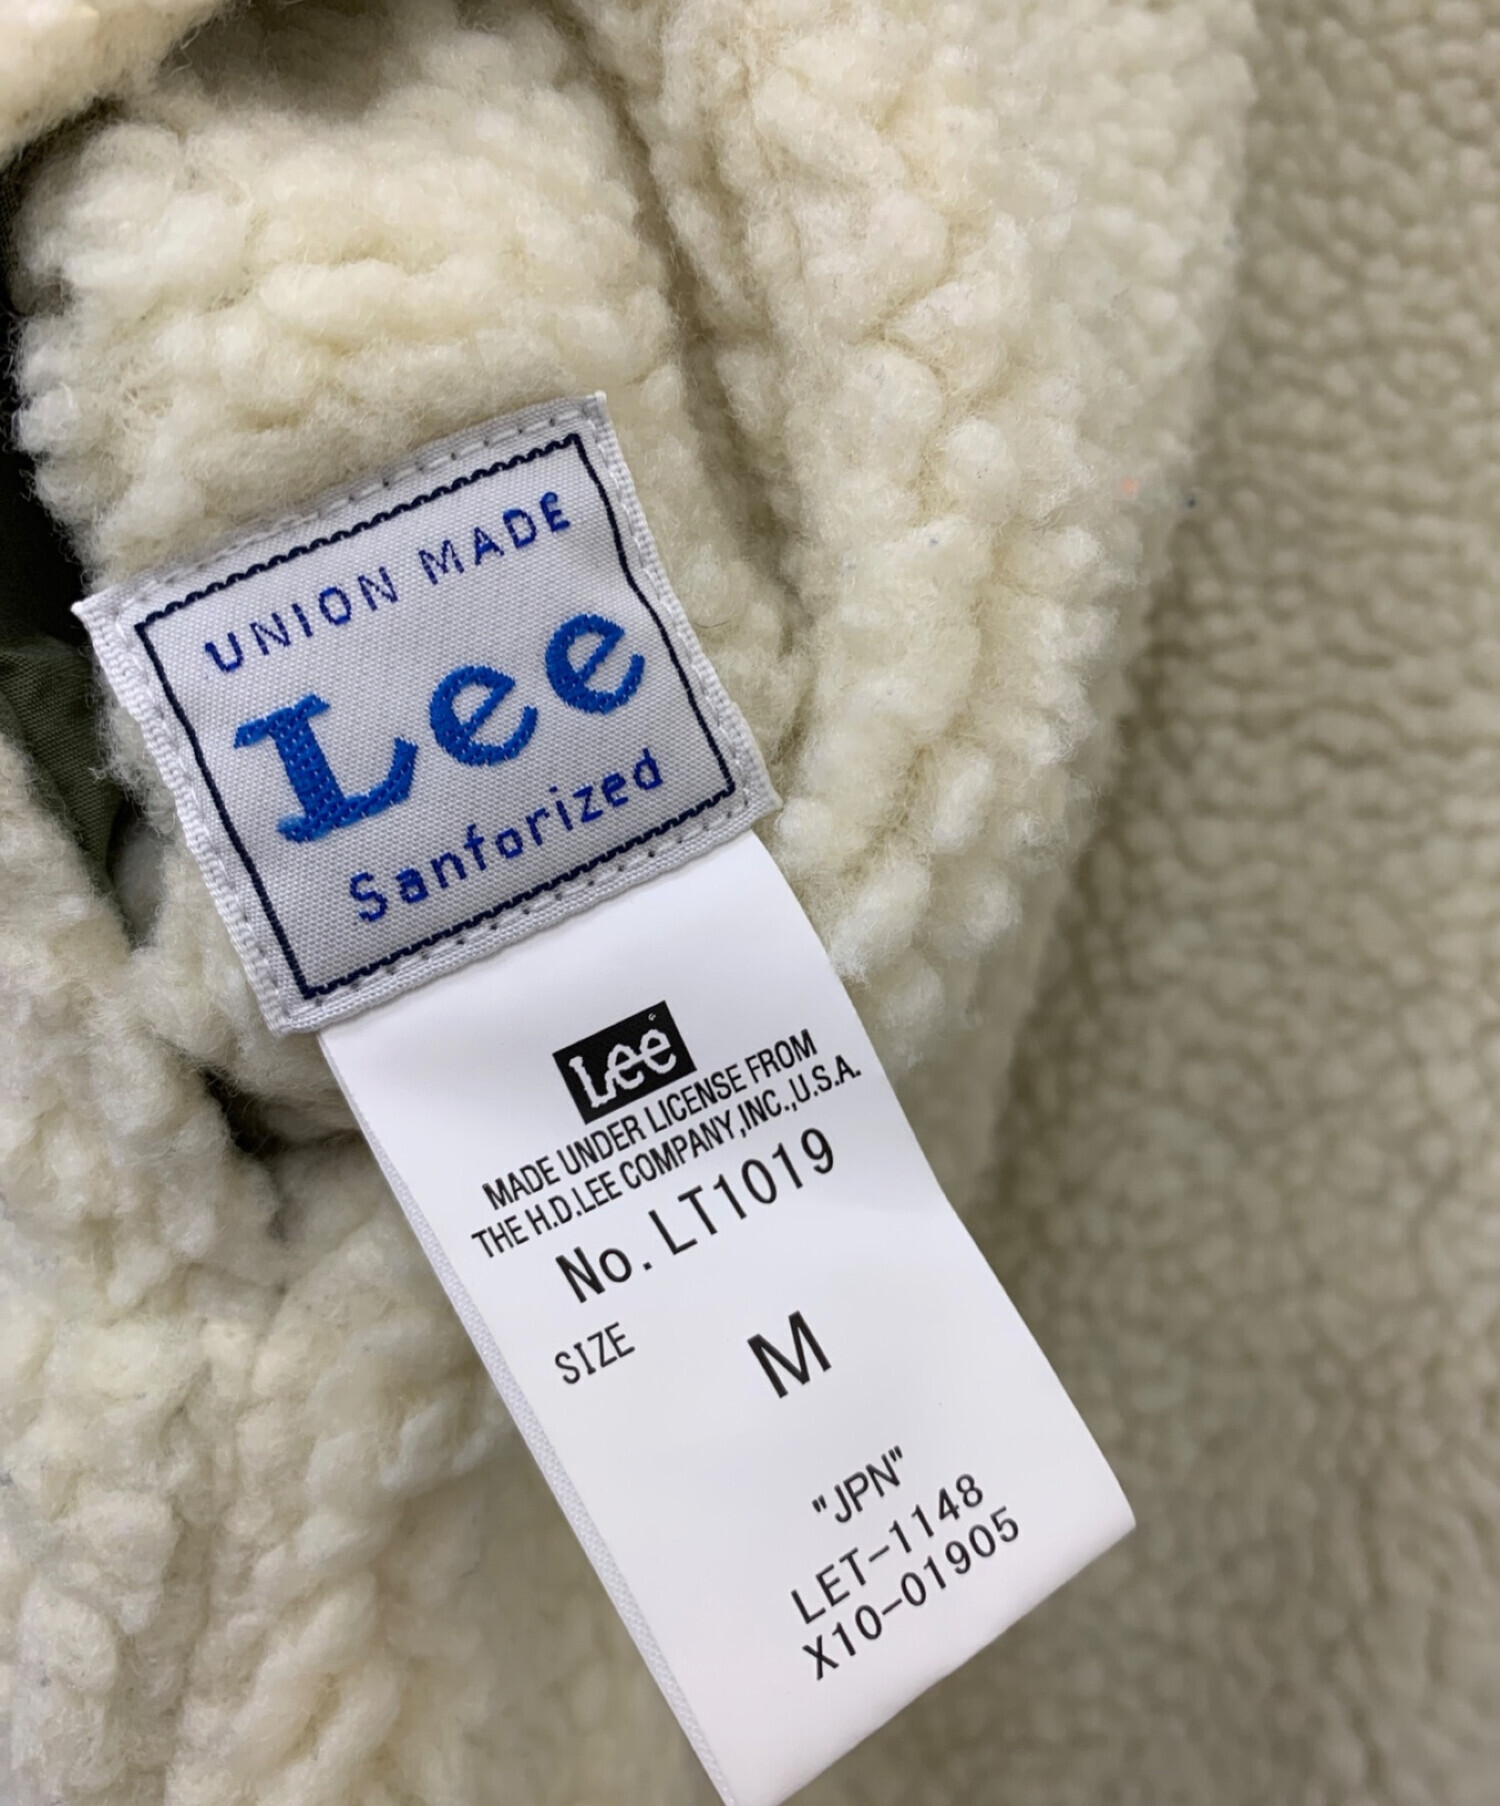 UNION MADE
Lee
Sanforized
Lee
MADE UNDER LICENSE FROM
THE H.D.LEE COMPANY,INC.,U.S.A.
No. LT1019
SIZE M
"JPN"
LET-1148
X10-01905